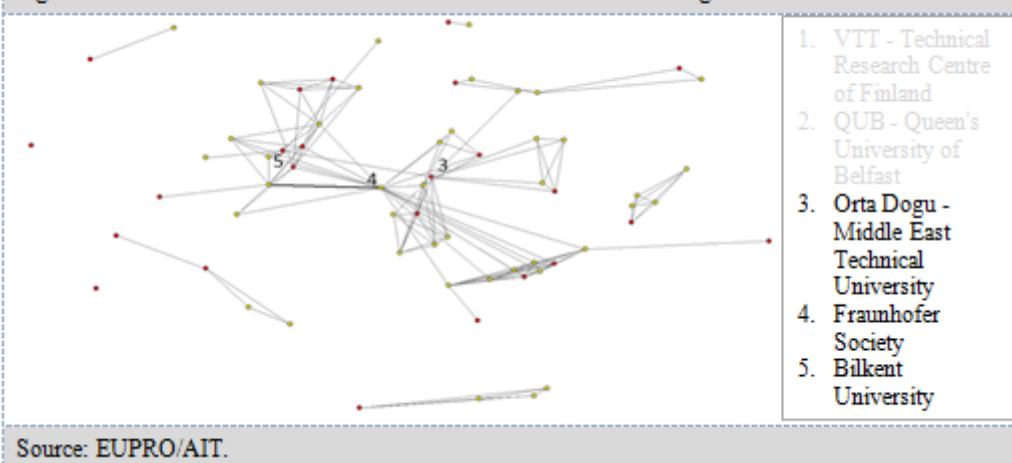 5
4
3
1. VTT - Technical
Research Centre
of Finland
2. QUB - Queen's
University of
Belfast
3. Orta Dogu -
Middle East
Technical
University
4. Fraunhofer
Society
5. Bilkent
University
Source: EUPRO/AIT.